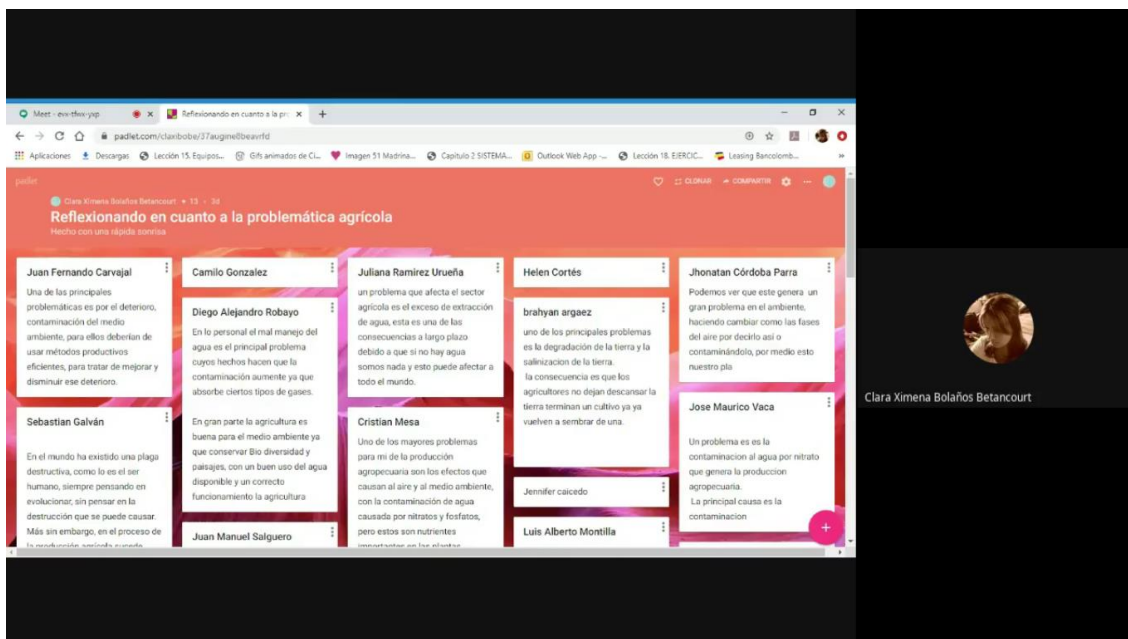 Meet - evx-tfwx-yxp
Reflexionando en cuanto a la pr
padlet.com/claxibobe/37augine8beavrfd
Aplicaciones
Descargas
Lección 15. Equipos...
Gifs animados de Ci...
Imagen 51 Madrina...
Capitulo 2 SISTEMA...
Outlook Web App -...
Lección 18. EJERCIC...
Leasing Bancolomb...
padlet
CLONAR
COMPARTIR
Clara Ximena Bolaños Betancourt + 13 · 3d
Reflexionando en cuanto a la problemática agrícola
Hecho con una rápida sonrisa
Juan Fernando Carvajal
Una de las principales
problemáticas es por el deterioro,
contaminación del medio
ambiente, para ellos deberían de
usar métodos productivos
eficientes, para tratar de mejorar y
disminuir ese deterioro.
Sebastian Galván
En el mundo ha existido una plaga
destructiva, como lo es el ser
humano, siempre pensando en
evolucionar, sin pensar en la
destrucción que se puede causar.
Más sin embargo, en el proceso de
la producción agrícola sucede
Camilo Gonzalez
Diego Alejandro Robayo
En lo personal el mal manejo del
agua es el principal problema
cuyos hechos hacen que la
contaminación aumente ya que
absorbe ciertos tipos de gases.
En gran parte la agricultura es
buena para el medio ambiente ya
que conservar Bio diversidad y
paisajes, con un buen uso del agua
disponible y un correcto
funcionamiento la agricultura
Juan Manuel Salguero
Juliana Ramirez Urueña
un problema que afecta el sector
agrícola es el exceso de extracción
de agua, esta es una de las
consecuencias a largo plazo
debido a que si no hay agua
somos nada y esto puede afectar a
todo el mundo.
Cristian Mesa
Uno de los mayores problemas
para mi de la producción
agropecuaria son los efectos que
causan al aire y al medio ambiente,
con la contaminación de agua
causada por nitratos y fosfatos,
pero estos son nutrientes
importantes en las plantas
Helen Cortés
brahyan argaez
uno de los principales problemas
es la degradación de la tierra y la
salinizacion de la tierra.
la consecuencia es que los
agricultores no dejan descansar la
tierra terminan un cultivo ya ya
vuelven a sembrar de una.
Jennifer caicedo
Luis Alberto Montilla
Jhonatan Córdoba Parra
Podemos ver que este genera un
gran problema en el ambiente,
haciendo cambiar como las fases
del aire por decirlo asi o
contaminándolo, por medio esto
nuestro pla
Jose Maurico Vaca
Un problema es es la
contaminacion al agua por nitrato
que genera la produccion
agropecuaria.
La principal causa es la
contaminacion
Clara Ximena Bolaños Betancourt